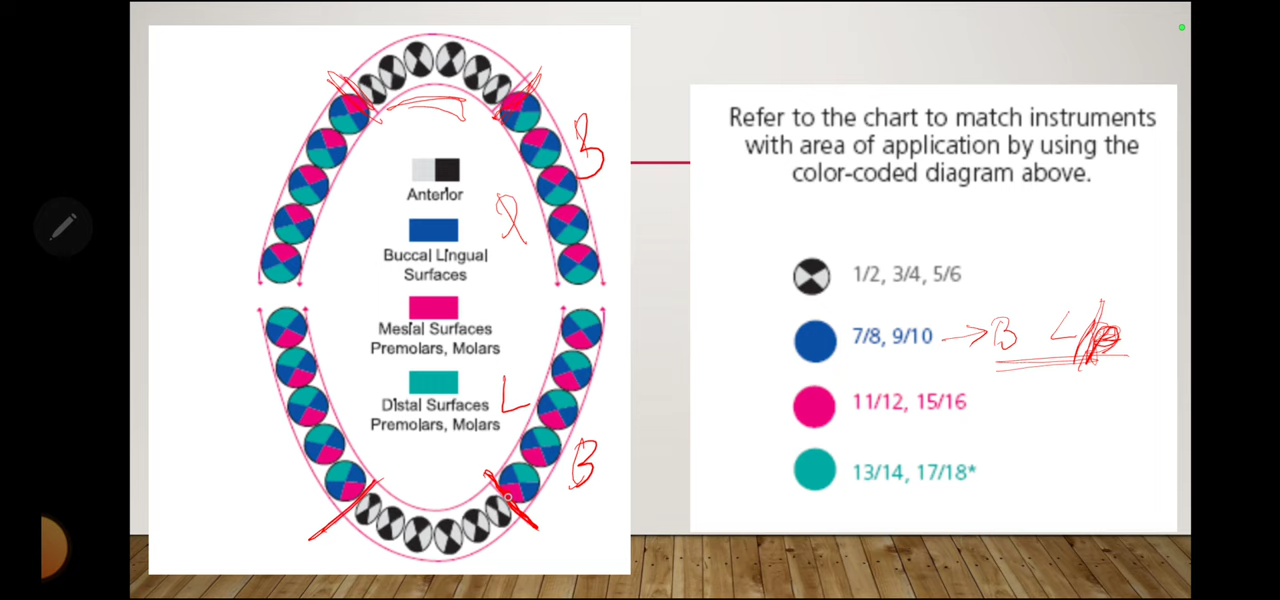 Anterior
Buccal Lingual
Surfaces
Mesial Surfaces
Premolars, Molars
Distal Surfaces
Premolars, Molars
B
L
B
Refer to the chart to match instruments
with area of application by using the
color-coded diagram above.
1/2, 3/4, 5/6
7/8, 9/10 → B L
11/12, 15/16
13/14, 17/18*